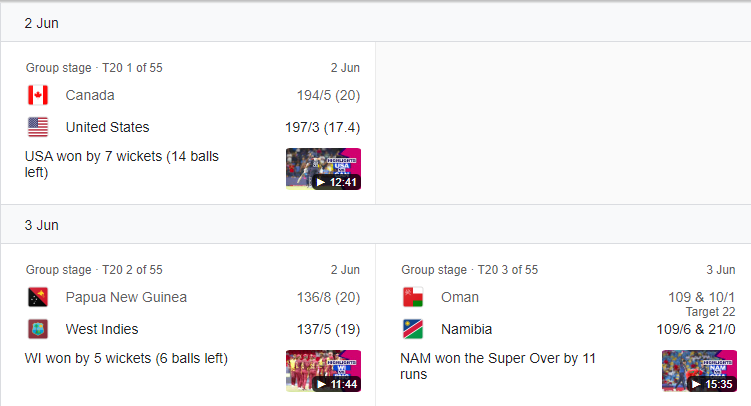 2 Jun
Group stage · T20 1 of 55 2 Jun
Canada 194/5 (20)
United States 197/3 (17.4)
USA won by 7 wickets (14 balls
left)
HIGHLIGHTS
USA
12:41
3 Jun
Group stage · T20 2 of 55 2 Jun
Papua New Guinea 136/8 (20)
West Indies 137/5 (19)
WI won by 5 wickets (6 balls left)
HIGHLIGHTS
WI
11:44
Group stage · T20 3 of 55 3 Jun
Oman 109 & 10/1
Target 22
Namibia 109/6 & 21/0
NAM won the Super Over by 11
runs
HIGHLIGHTS
NAM
15:35